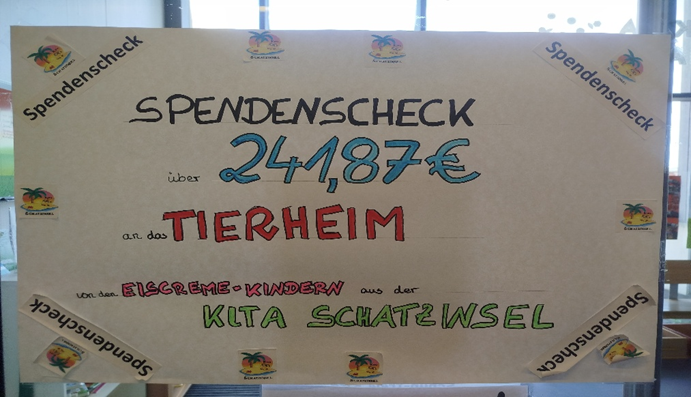 Spendenscheck
Spendenscheck
SPENDENSCHECK
über 241,87€
an das TIERHEIM
von den EISCREME-KINDERN aus der
KITA SCHATZINSEL
Spendenscheck
Spendenscheck